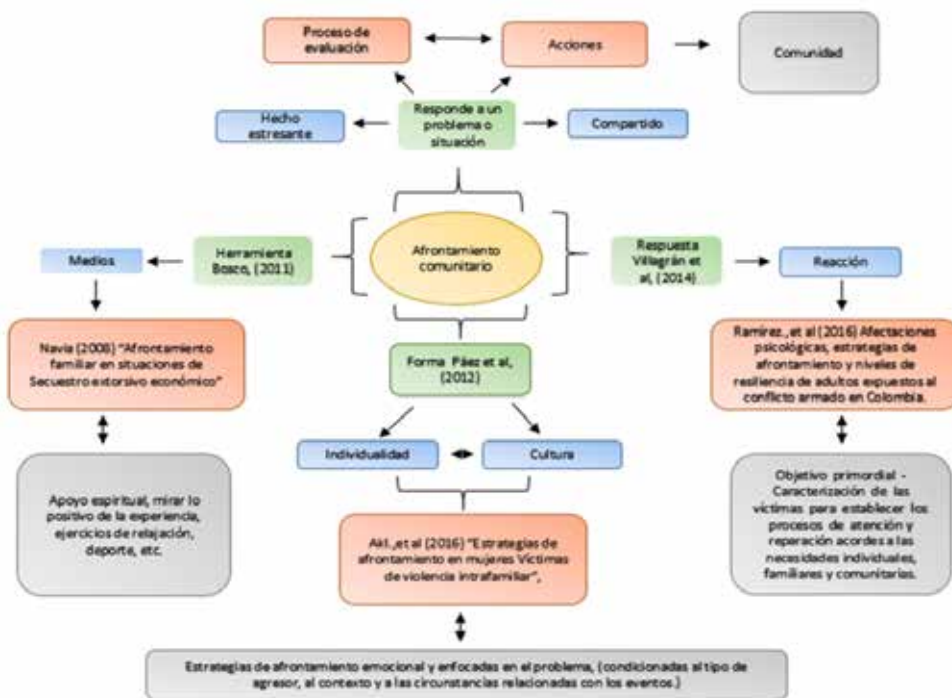 Proceso de
evaluación
Acciones
Comunidad
Hecho
estresante
Responde a un
problema o
situación
Compartido
Medios
Herramienta
Bosco, (2011)
Afrontamiento
comunitario
Respuesta
Villagrán et
al, (2014)
Reacción
Navia (2008) "Afrontamiento
familiar en situaciones de
Secuestro extorsivo económico"
Forma Páez et al,
(2012)
Ramírez., et al (2016) Afectaciones
psicológicas, estrategias de
afrontamiento y niveles de
resiliencia de adultos expuestos al
conflicto armado en Colombia.
Individualidad
Cultura
Apoyo espiritual, mirar lo
positivo de la experiencia,
ejercicios de relajación,
deporte, etc.
Objetivo primordial -
Caracterización de las
víctimas para establecer los
procesos de atención y
reparación acordes a las
necesidades individuales,
familiares y comunitarias.
Akl.,et al (2016) "Estrategias de
afrontamiento en mujeres Víctimas
de violencia intrafamiliar",
Estrategias de afrontamiento emocional y enfocadas en el problema, (condicionadas al tipo de
agresor, al contexto y a las circunstancias relacionadas con los eventos.)